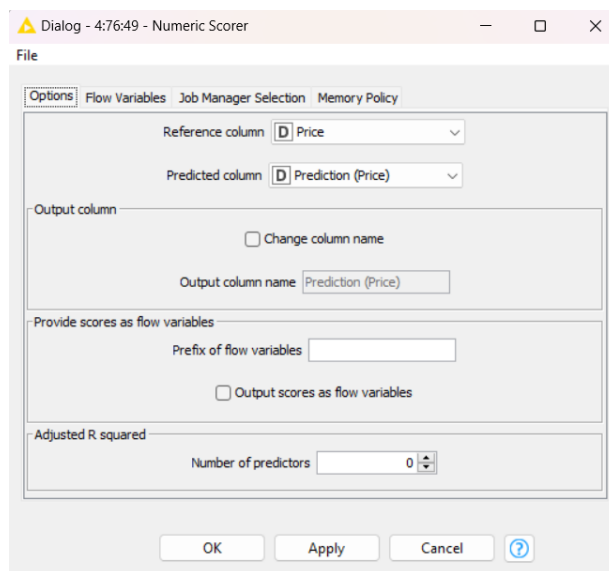 Dialog - 4:76:49 - Numeric Scorer
File
Options Flow Variables Job Manager Selection Memory Policy
Reference column D Price
Predicted column D Prediction (Price)
Output column
Change column name
Output column name Prediction (Price)
Provide scores as flow variables
Prefix of flow variables
Output scores as flow variables
Adjusted R squared
Number of predictors 0
OK Apply Cancel ?